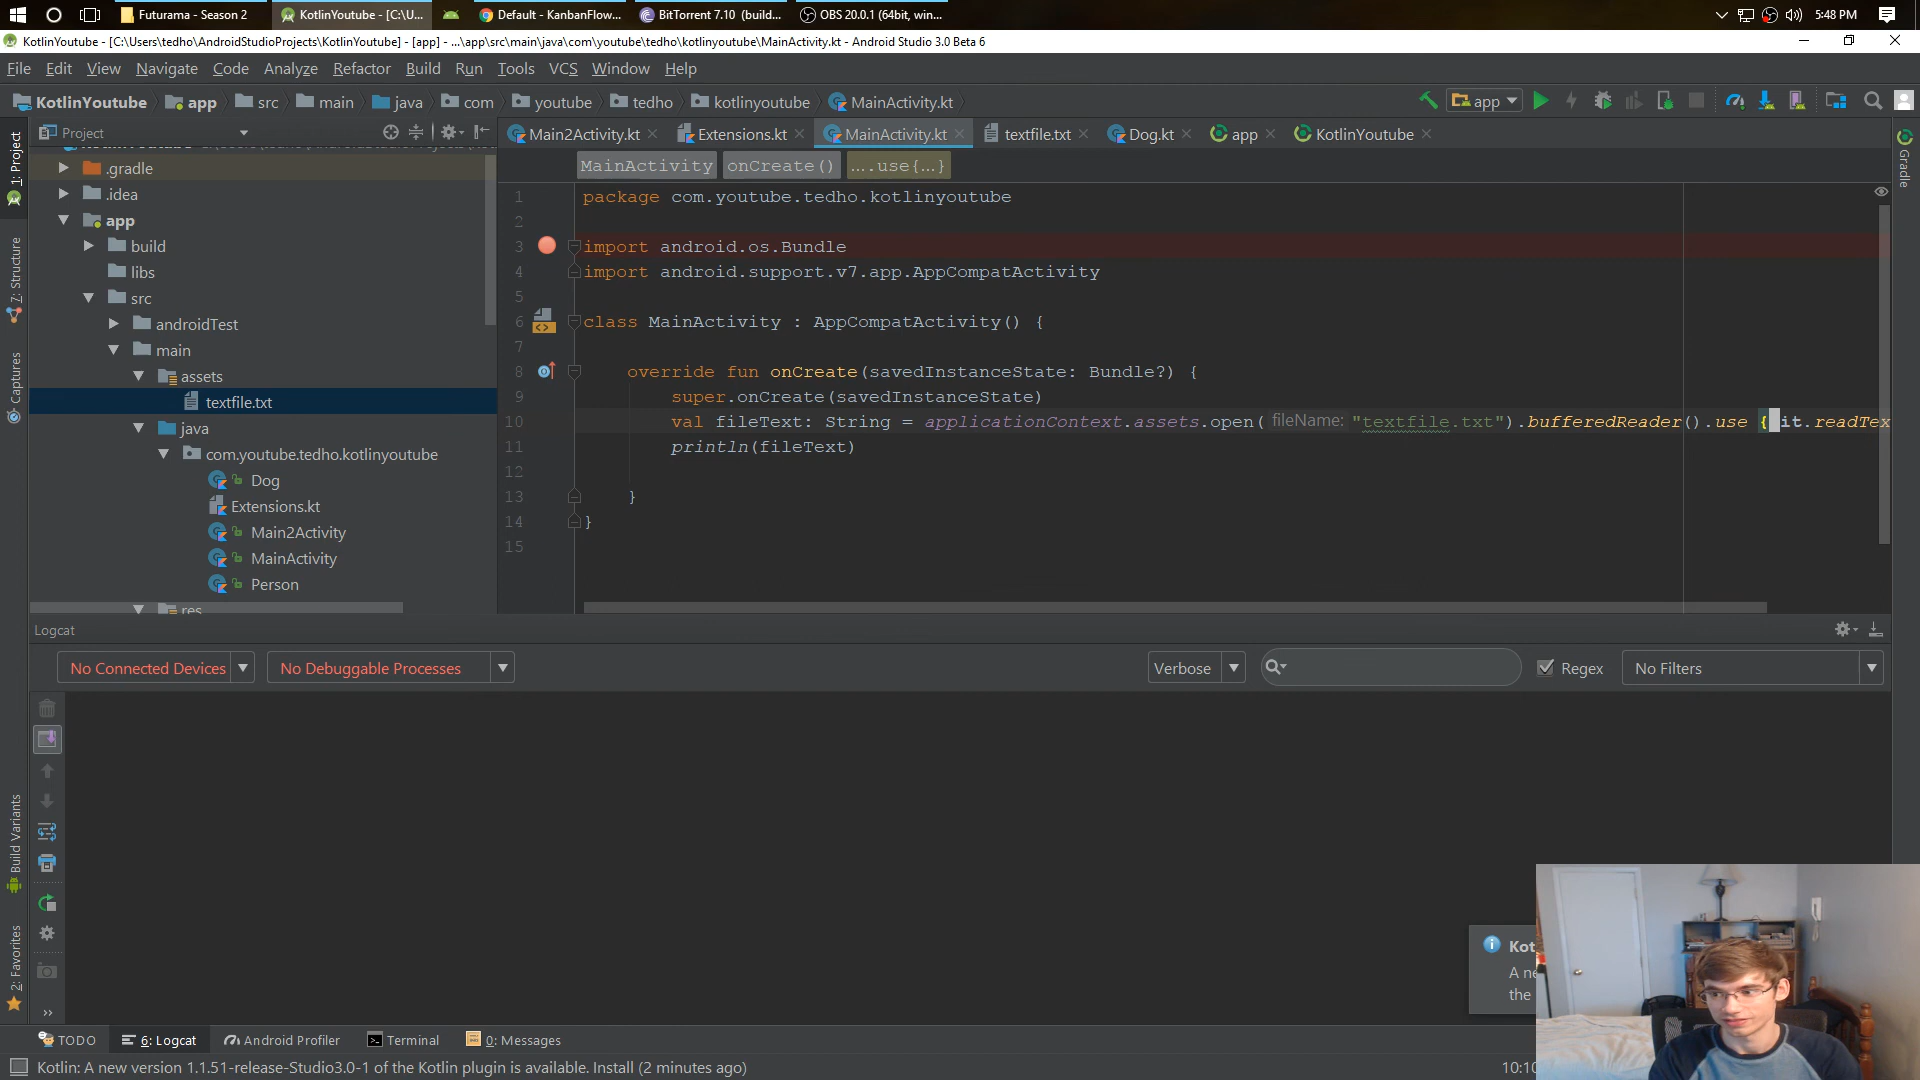 Futurama - Season 2
KotlinYoutube - [C:\U...
Default - KanbanFlow...
BitTorrent 7.10 (build...
OBS 20.0.1 (64bit, win...
5:48 PM
KotlinYoutube - [C:\Users\tedho\AndroidStudioProjects\KotlinYoutube] - [app] - ...\app\src\main\java\com\youtube\tedho\kotlinyoutube\MainActivity.kt - Android Studio 3.0 Beta 6
File Edit View Navigate Code Analyze Refactor Build Run Tools VCS Window Help
KotlinYoutube app src main java com youtube tedho kotlinyoutube MainActivity.kt
app
Project
Main2Activity.kt Extensions.kt MainActivity.kt textfile.txt Dog.kt app KotlinYoutube
MainActivity onCreate() ....use{...}
1: Project
7: Structure
Captures
Build Variants
2: Favorites
Gradle
.gradle
.idea
app
build
libs
src
androidTest
main
assets
textfile.txt
java
com.youtube.tedho.kotlinyoutube
Dog
Extensions.kt
Main2Activity
MainActivity
Person
res
1 package com.youtube.tedho.kotlinyoutube
2
3 import android.os.Bundle
4 import android.support.v7.app.AppCompatActivity
5
6 class MainActivity : AppCompatActivity() {
7
8 override fun onCreate(savedInstanceState: Bundle?) {
9 super.onCreate(savedInstanceState)
10 val fileText: String = applicationContext.assets.open( fileName: "textfile.txt").bufferedReader().use { it.readTex
11 println(fileText)
12
13 }
14 }
15
Logcat
No Connected Devices
No Debuggable Processes
Verbose
Regex
No Filters
Kot
A ne
the
TODO
6: Logcat
Android Profiler
Terminal
0: Messages
Kotlin: A new version 1.1.51-release-Studio3.0-1 of the Kotlin plugin is available. Install (2 minutes ago)
10:10